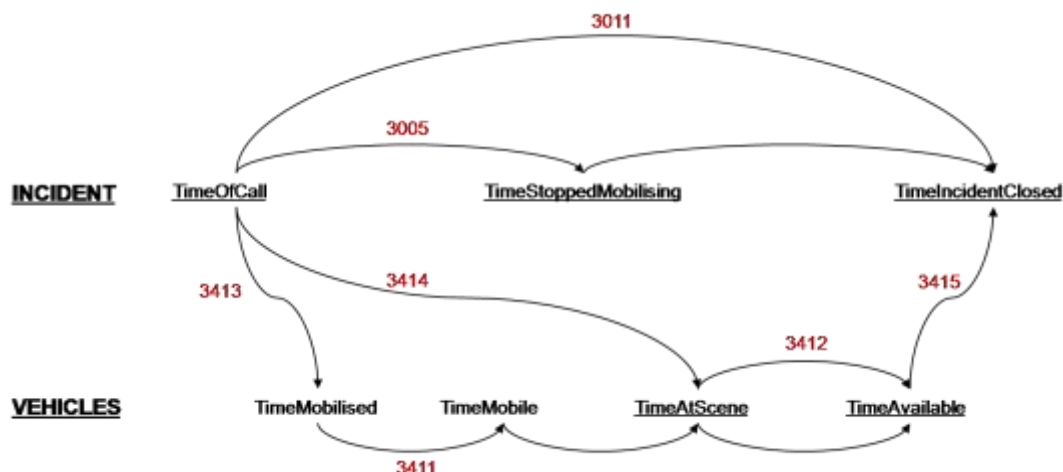 3011
3005
INCIDENT TimeOfCall TimeStoppedMobilising TimeIncidentClosed
3413 3414 3415
3412
VEHICLES TimeMobilised TimeMobile TimeAtScene TimeAvailable
3411